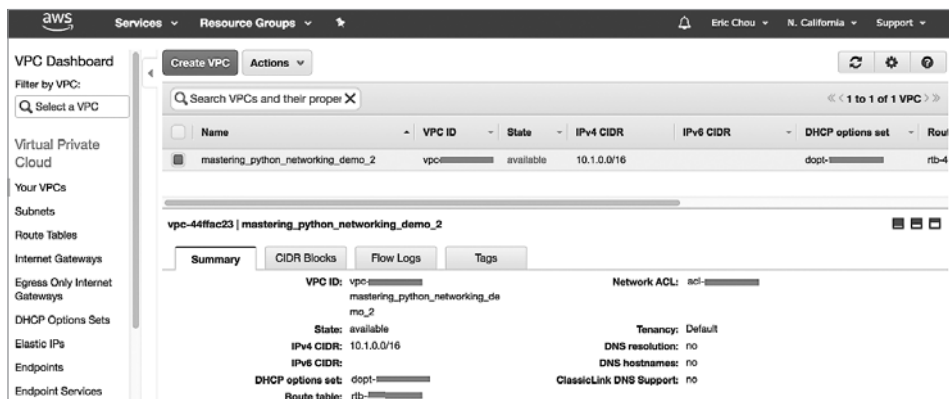 aws Services Resource Groups Eric Chou N. California Support
VPC Dashboard
Filter by VPC:
Select a VPC
Virtual Private
Cloud
Your VPCs
Subnets
Route Tables
Internet Gateways
Egress Only Internet
Gateways
DHCP Options Sets
Elastic IPs
Endpoints
Endpoint Services
Create VPC Actions
Search VPCs and their proper X
1 to 1 of 1 VPC
Name VPC ID State IPv4 CIDR IPv6 CIDR DHCP options set Rout
mastering_python_networking_demo_2 vpc- available 10.1.0.0/16 dopt- rtb-4
vpc-44ffac23 | mastering_python_networking_demo_2
Summary CIDR Blocks Flow Logs Tags
VPC ID: vpc-
mastering_python_networking_de
mo_2
State: available
IPv4 CIDR: 10.1.0.0/16
IPv6 CIDR:
DHCP options set: dopt-
Route table: rtb-
Network ACL: acl-
Tenancy: Default
DNS resolution: no
DNS hostnames: no
ClassicLink DNS Support: no